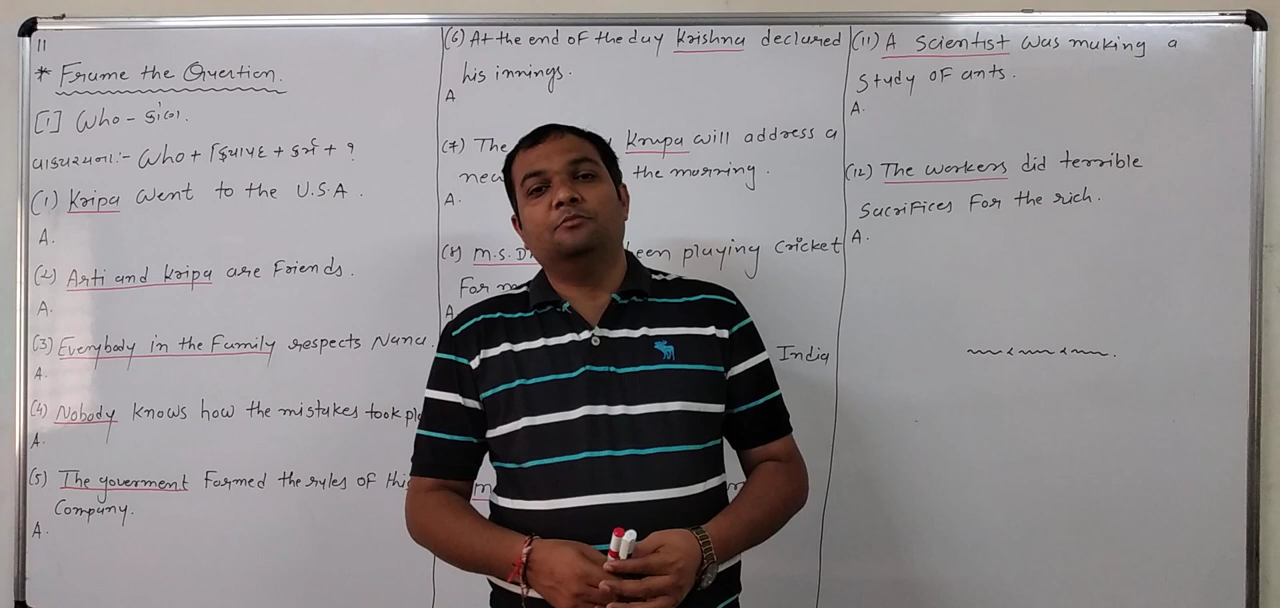 11
* Frame the Question.
[1] Who - કોણ.
વાક્યરચના:- Who + ક્રિયાપદ + કર્મ + ?
(1) Kripa went to the U.S.A.
A.
(2) Arti and Kripa are Friends.
A.
(3) Everybody in the Family respects Nana.
A.
(4) Nobody knows how the mistakes took
A.
(5) The goverment Formed the ryles of
Company.
A.
(6) At the end of the day Krishna declared
his innings.
A
(7) The Krupa will address a
the morning.
A.
(8) M.S. playing Cricket
For
A
India
(11) A Scientist was making a
Study of ants.
A.
(12) The workers did terrible
Sacrifices For the rich.
A.